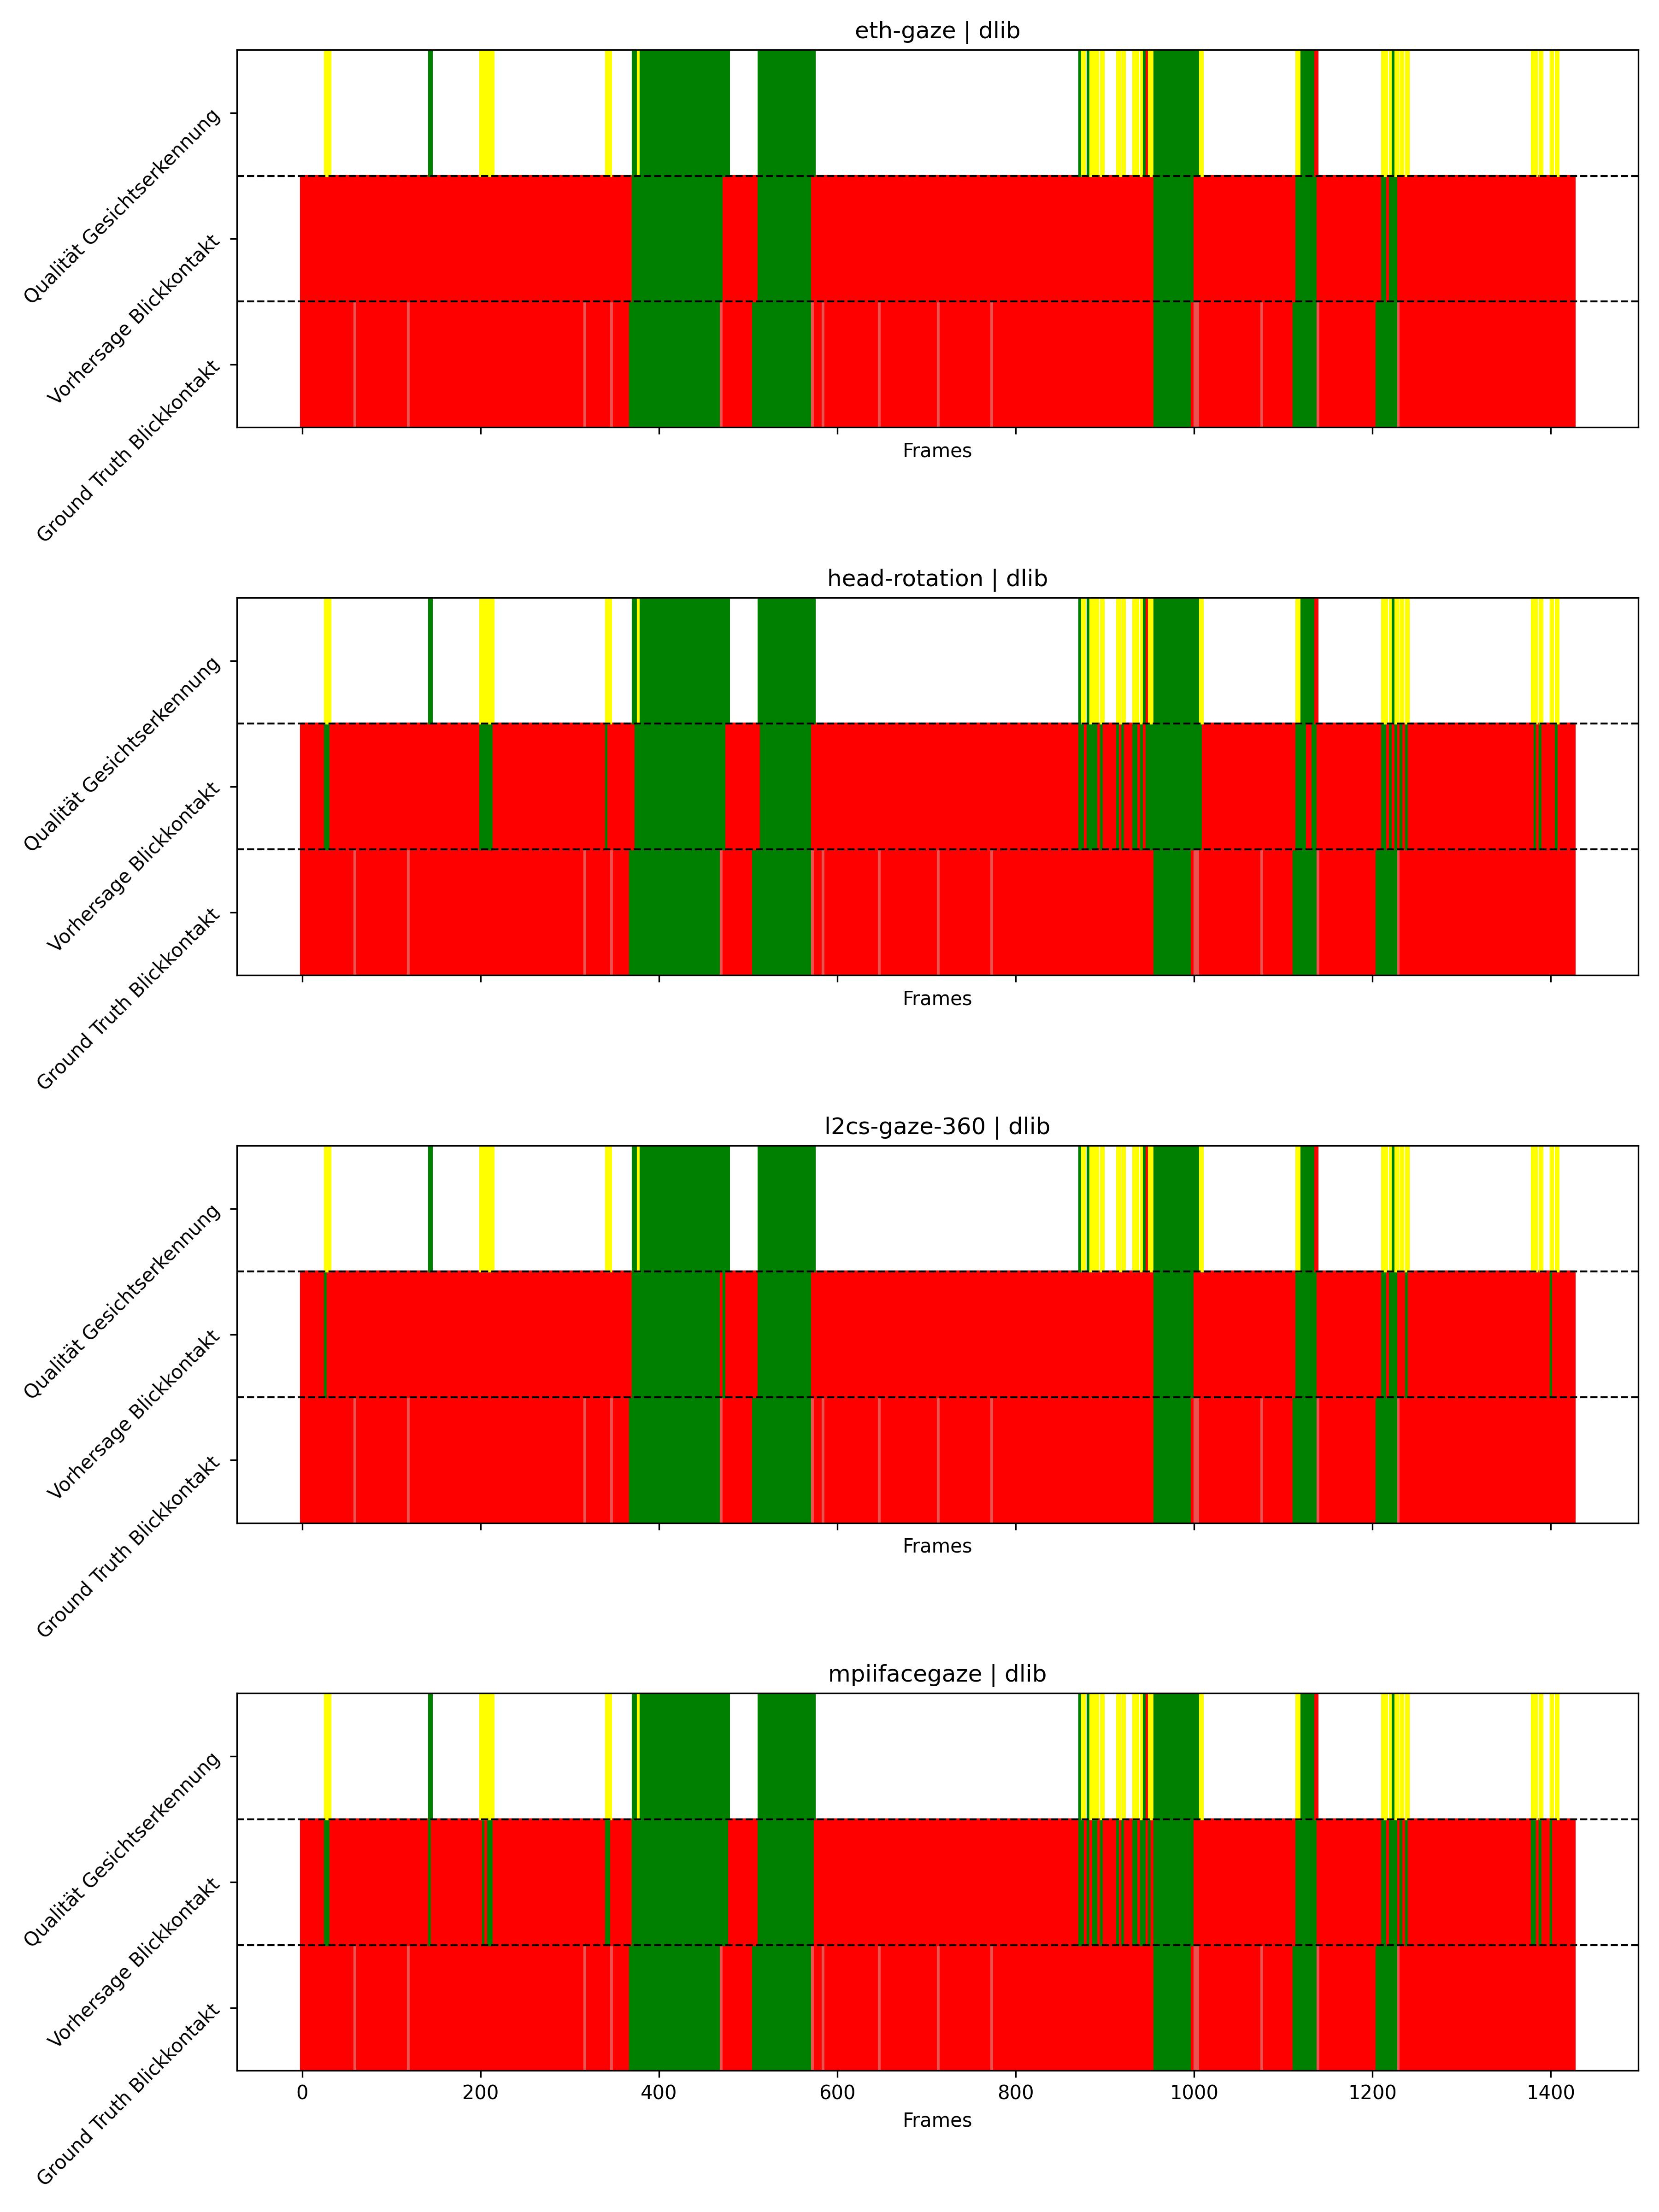 eth-gaze | dlib
Qualität Gesichtserkennung
Vorhersage Blickkontakt
Ground Truth Blickkontakt
Frames
head-rotation | dlib
Qualität Gesichtserkennung
Vorhersage Blickkontakt
Ground Truth Blickkontakt
Frames
l2cs-gaze-360 | dlib
Qualität Gesichtserkennung
Vorhersage Blickkontakt
Ground Truth Blickkontakt
Frames
mpiifacegaze | dlib
Qualität Gesichtserkennung
Vorhersage Blickkontakt
Ground Truth Blickkontakt
0 200 400 600 800 1000 1200 1400
Frames